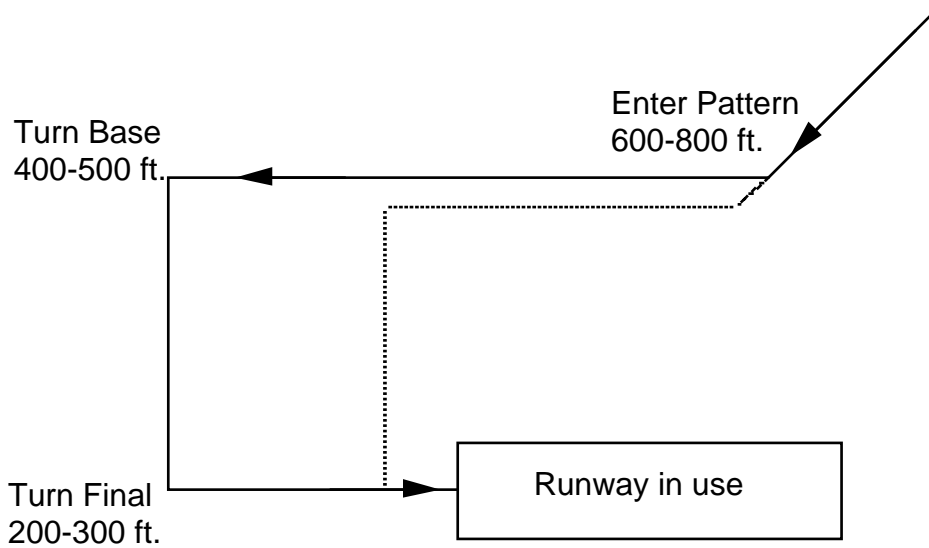 Enter Pattern
600-800 ft.
Turn Base
400-500 ft.
Runway in use
Turn Final
200-300 ft.